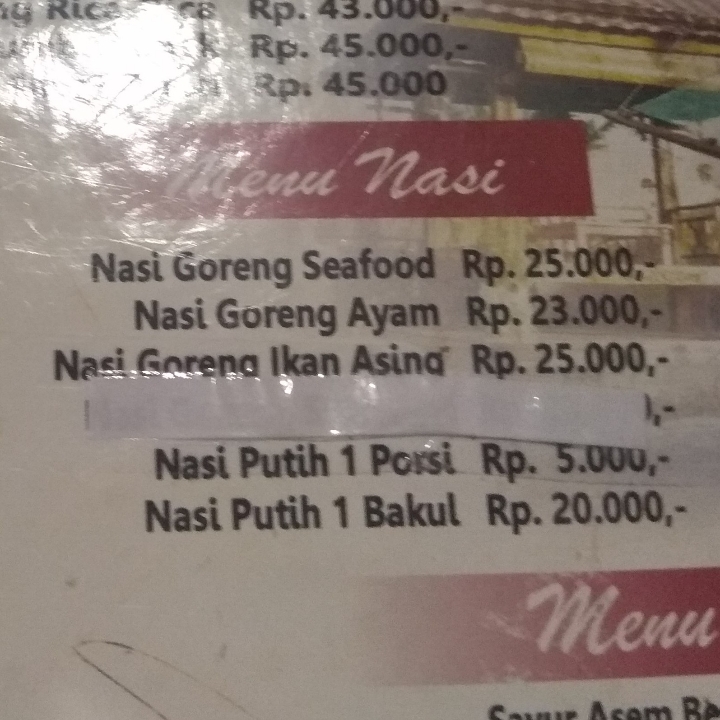 Rp. 43.000,-
Rp. 45.000,-
Rp. 45.000
Menu Nasi
Nasi Goreng Seafood Rp. 25.000,-
Nasi Goreng Ayam Rp. 23.000,-
Nasi Goreng Ikan Asing Rp. 25.000,-
Nasi Putih 1 Porsi Rp. 5.000,-
Nasi Putih 1 Bakul Rp. 20.000,-
Menu
Sayur Asem